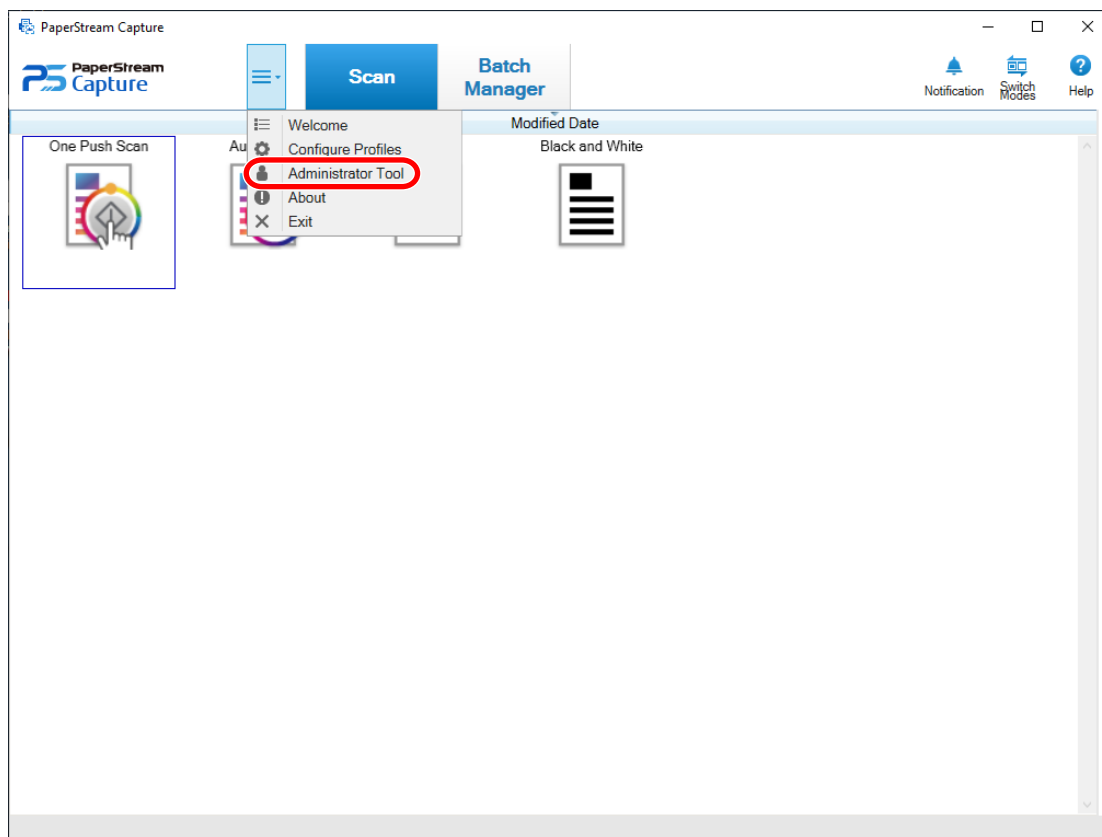 PaperStream Capture
PaperStream
Capture
Scan
Batch
Manager
Notification
Switch
Modes
Help
Modified Date
Welcome
Configure Profiles
Administrator Tool
About
Exit
One Push Scan
Au
Black and White